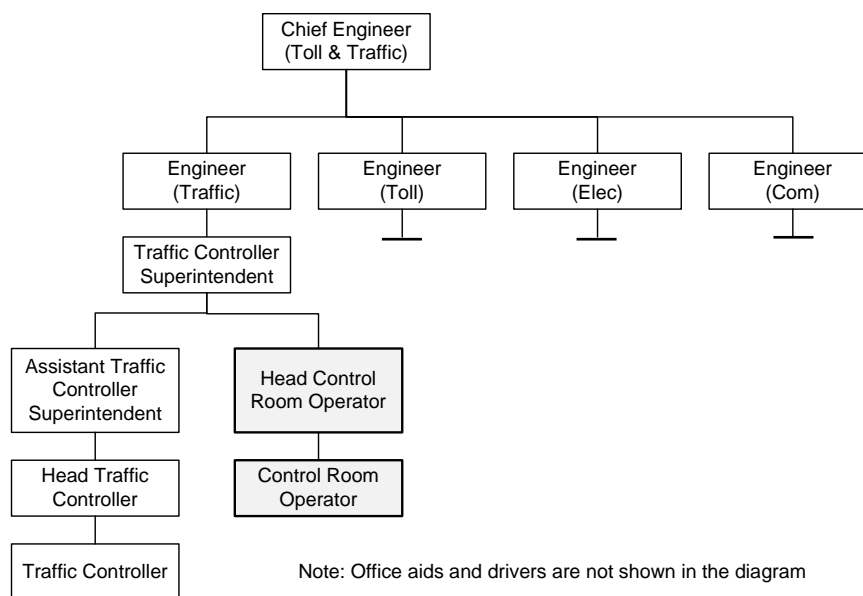 Chief Engineer
(Toll & Traffic)
Engineer
(Traffic)
Engineer
(Toll)
Engineer
(Elec)
Engineer
(Com)
Traffic Controller
Superintendent
Assistant Traffic
Controller
Superintendent
Head Control
Room Operator
Head Traffic
Controller
Control Room
Operator
Traffic Controller
Note: Office aids and drivers are not shown in the diagram